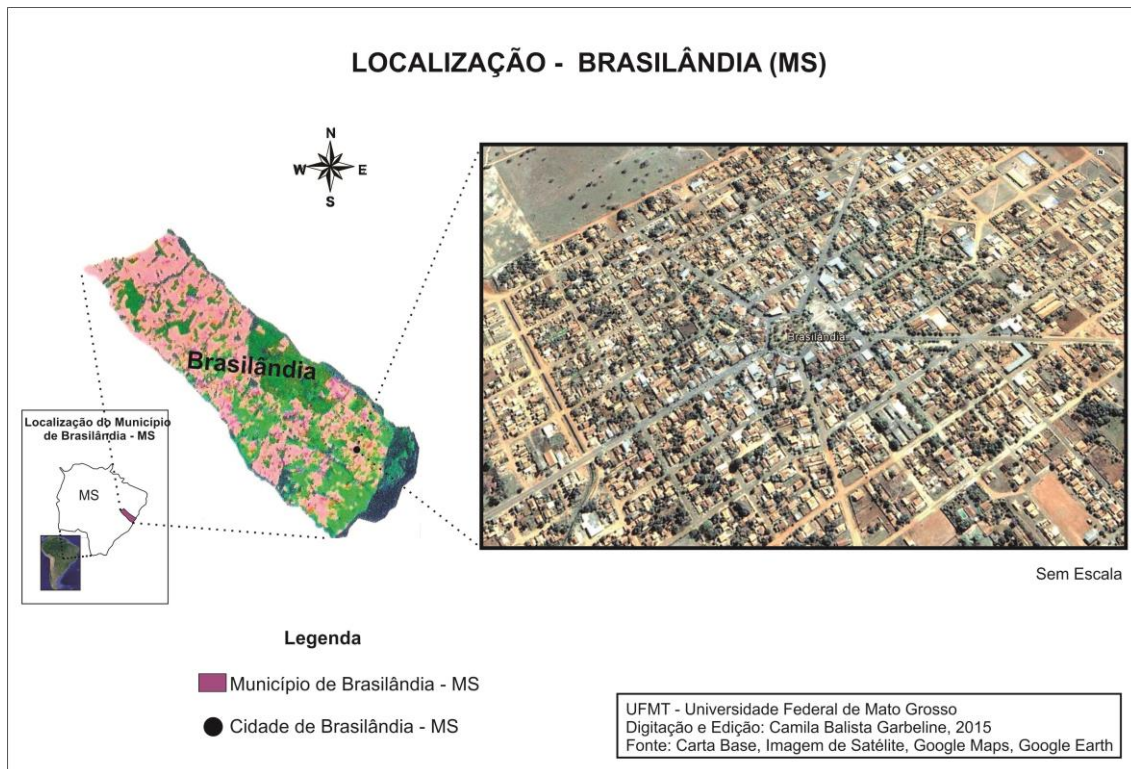 LOCALIZAÇÃO - BRASILÂNDIA (MS)
N
W E
S
Brasilândia
Brasilândia
N
Localização do Município
de Brasilândia - MS
MS
Sem Escala
Legenda
Município de Brasilândia - MS
Cidade de Brasilândia - MS
UFMT - Universidade Federal de Mato Grosso
Digitação e Edição: Camila Balista Garbeline, 2015
Fonte: Carta Base, Imagem de Satélite, Google Maps, Google Earth